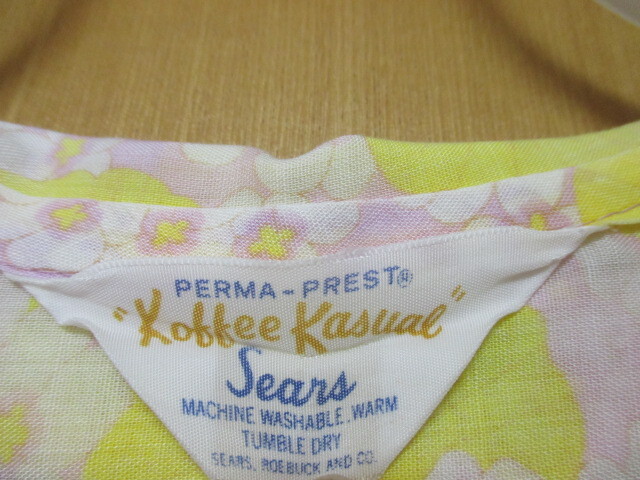 PERMA-PREST®
"Koffee Kasual"
Sears
MACHINE WASHABLE. WARM
TUMBLE DRY
SEARS, ROEBUCK AND CO.